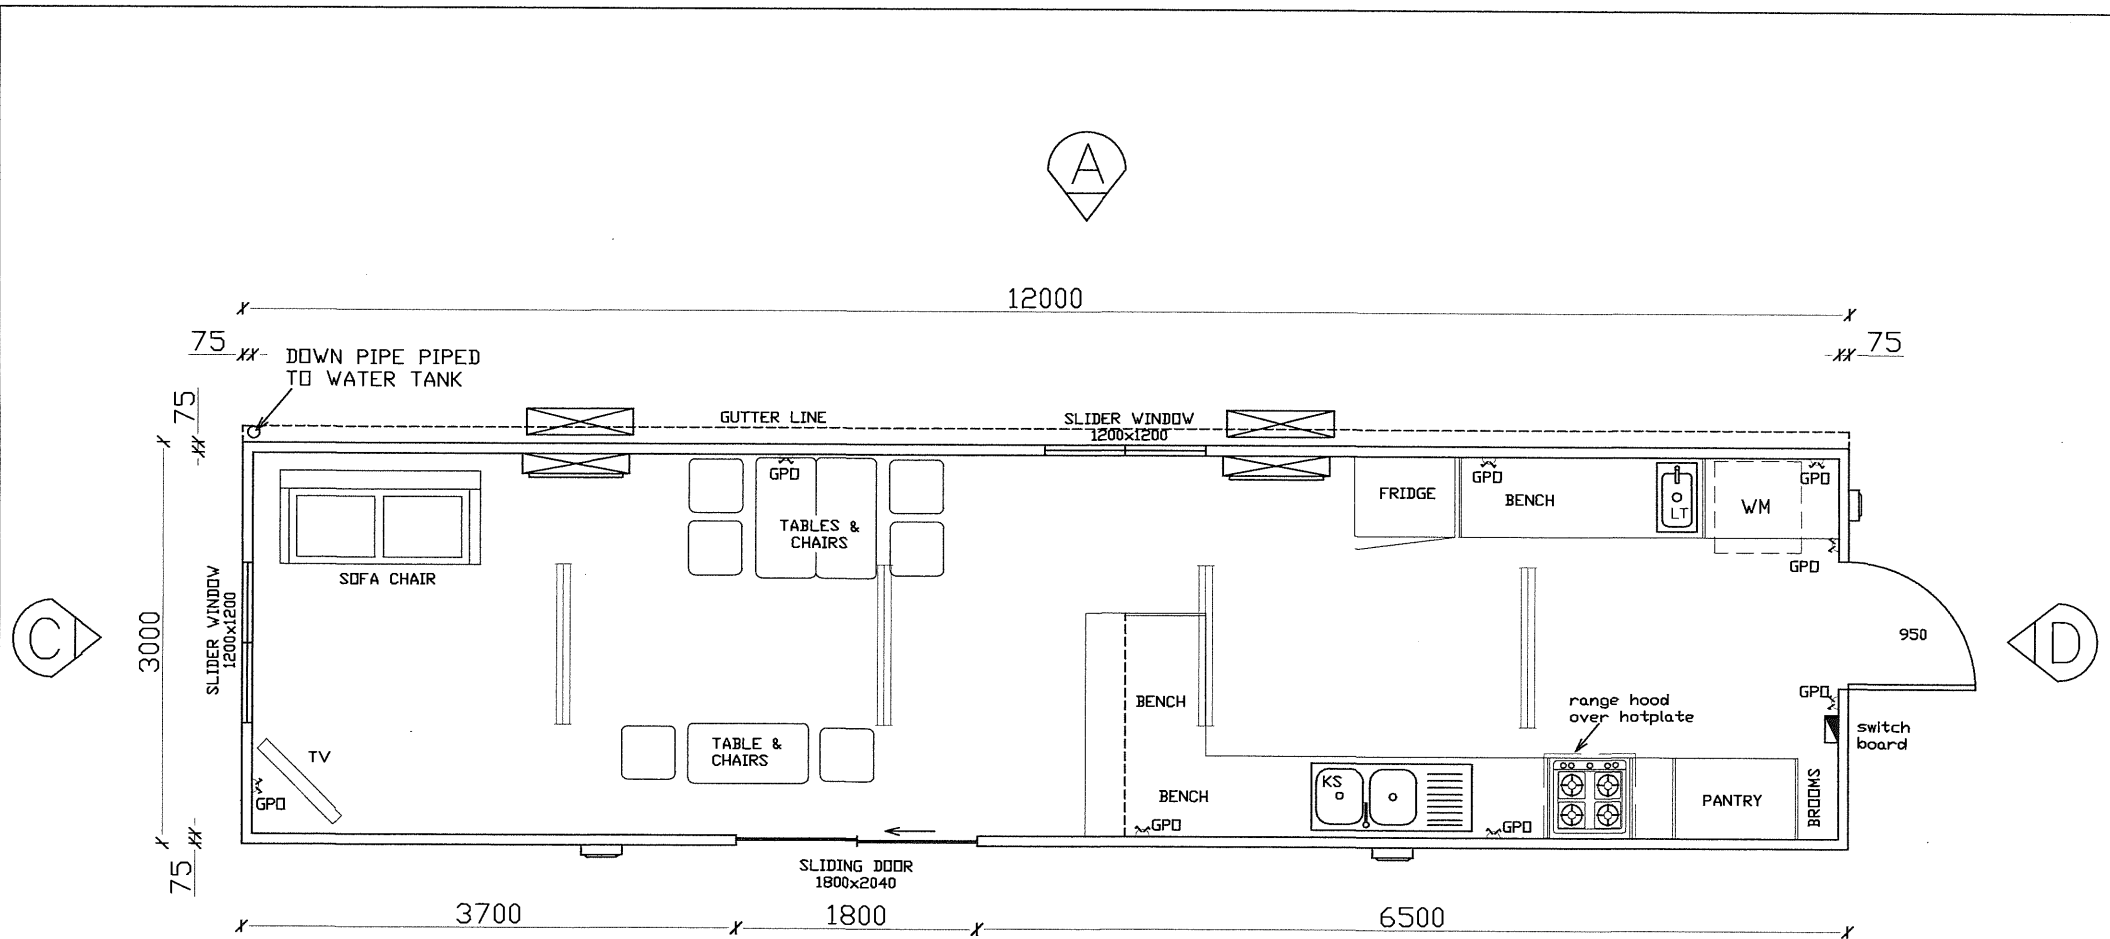 A
12000
75
75
DOWN PIPE PIPED
TO WATER TANK
75
GUTTER LINE
SLIDER WINDOW
1200x1200
GPO
FRIDGE
GPO
BENCH
LT
WM
GPO
TABLES &
CHAIRS
SOFA CHAIR
GPO
SLIDER WINDOW
1200x1200
3000
C
950
D
BENCH
GPO
range hood
over hotplate
switch
board
TV
TABLE &
CHAIRS
GPO
KS
BENCH
GPO
GPO
PANTRY
BROOMS
75
SLIDING DOOR
1800x2040
3700
1800
6500